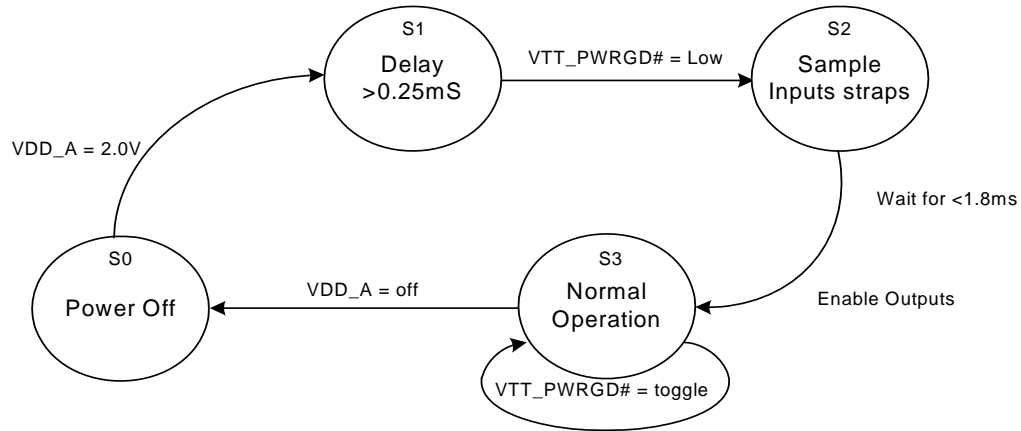 S1
Delay
>0.25mS
VTT_PWRGD# = Low
S2
Sample
Inputs straps
VDD_A = 2.0V
Wait for <1.8ms
S0
Power Off
VDD_A = off
S3
Normal
Operation
Enable Outputs
VTT_PWRGD# = toggle